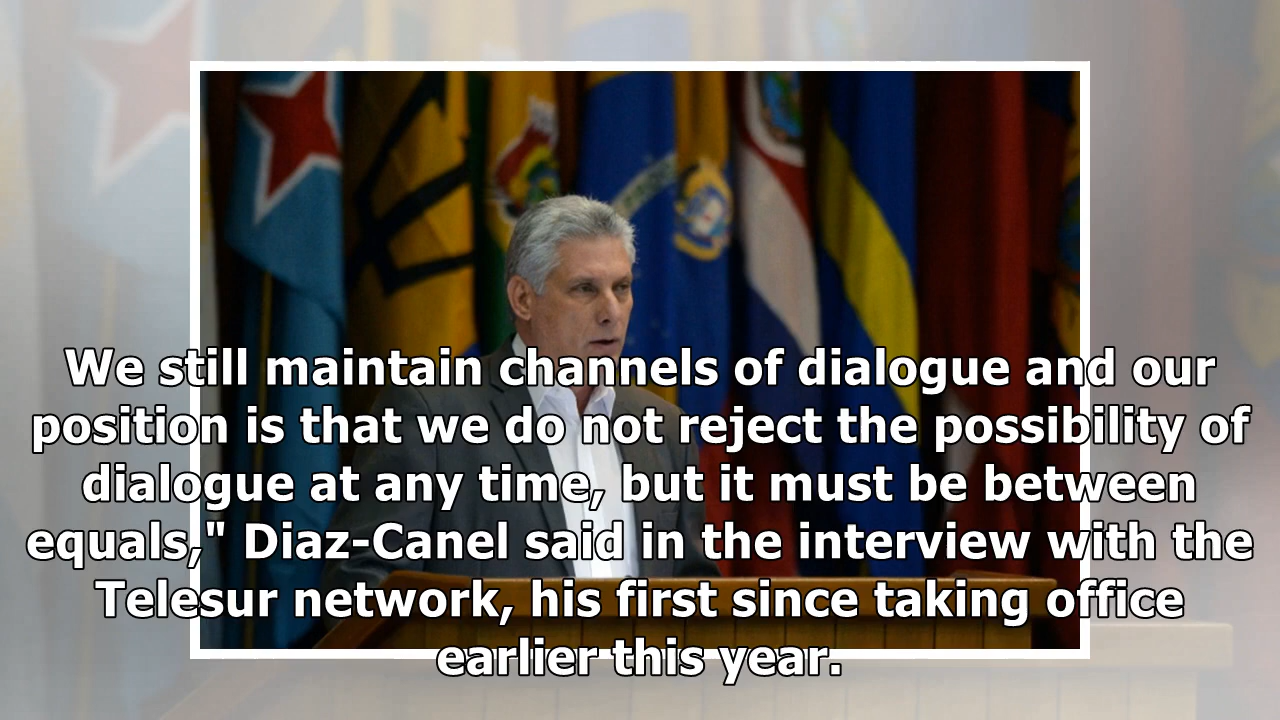 We still maintain channels of dialogue and our
position is that we do not reject the possibility of
dialogue at any time, but it must be between
equals," Diaz-Canel said in the interview with the
Telesur network, his first since taking office
earlier this year.